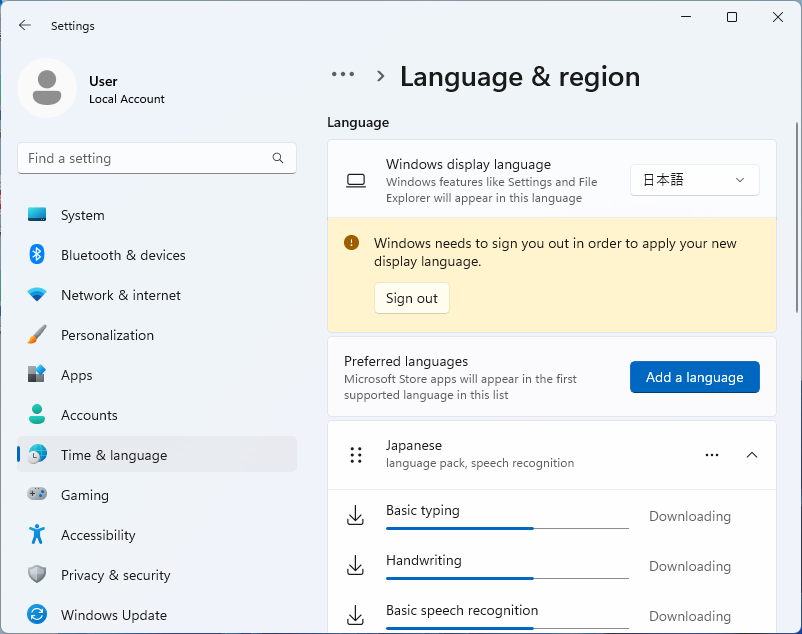 Settings
User
Local Account
Find a setting
System
Bluetooth & devices
Network & internet
Personalization
Apps
Accounts
Time & language
Gaming
Accessibility
Privacy & security
Windows Update
Language & region
Language
Windows display language
Windows features like Settings and File
Explorer will appear in this language
日本語
Windows needs to sign you out in order to apply your new
display language.
Sign out
Preferred languages
Microsoft Store apps will appear in the first
supported language in this list
Add a language
Japanese
language pack, speech recognition
Basic typing
Downloading
Handwriting
Downloading
Basic speech recognition
Downloading